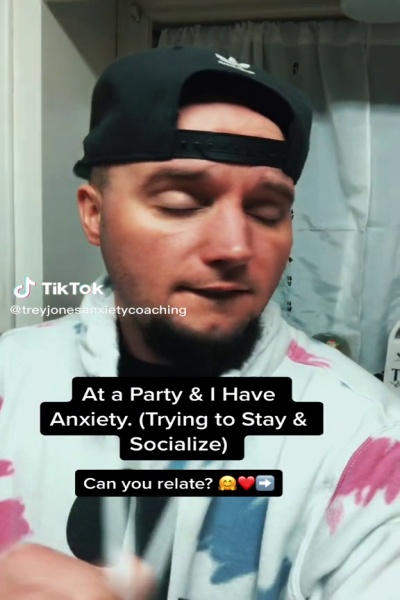 TikTok
@treyjonesanxietycoaching
At a Party & I Have
Anxiety. (Trying to Stay &
Socialize)
Can you relate? 🤗❤️➡️